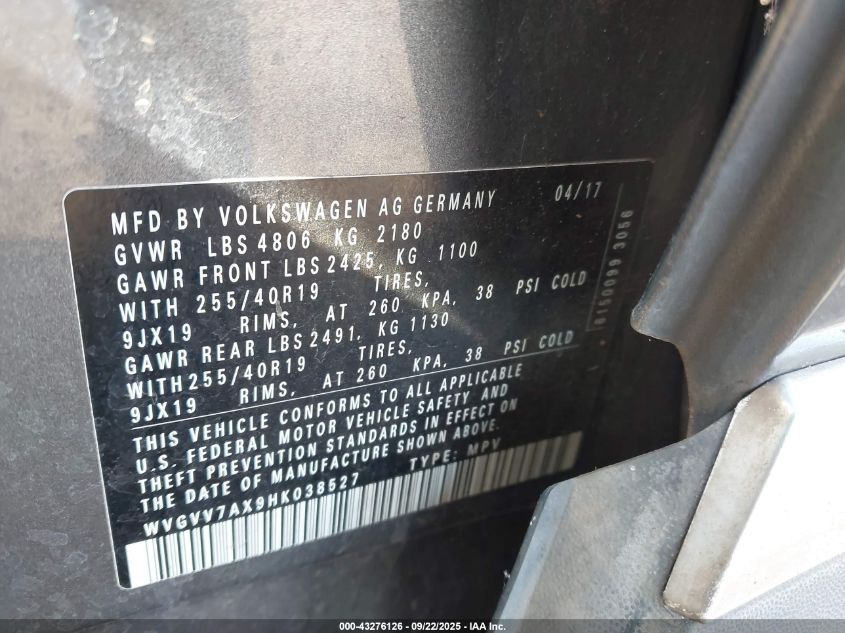 MFD BY VOLKSWAGEN AG GERMANY 04/17
GVWR LBS 4806 KG 2180
GAWR FRONT LBS 2425, KG 1100
WITH 255/40R19 TIRES,
9JX19 RIMS, AT 260 KPA, 38 PSI COLD
GAWR REAR LBS 2491, KG 1130
WITH 255/40R19 TIRES,
9JX19 RIMS, AT 260 KPA, 38 PSI COLD
THIS VEHICLE CONFORMS TO ALL APPLICABLE
U.S. FEDERAL MOTOR VEHICLE SAFETY AND
THEFT PREVENTION STANDARDS IN EFFECT ON
THE DATE OF MANUFACTURE SHOWN ABOVE.
WVGVV7AX9HK038527 TYPE: MPV
000-43276126 - 09/22/2025 - IAA